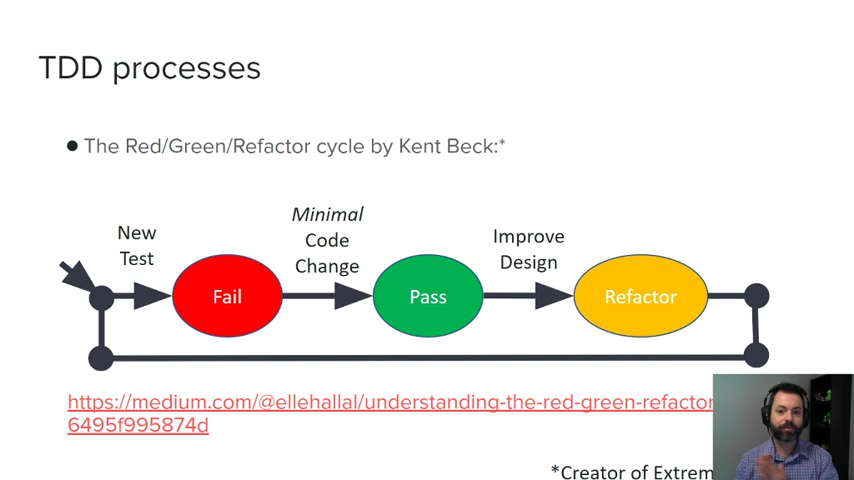 TDD processes
● The Red/Green/Refactor cycle by Kent Beck:*
New
Test
Minimal
Code
Change
Improve
Design
Fail
Pass
Refactor
https://medium.com/@ellehallal/understanding-the-red-green-refactor
6495f995874d
*Creator of Extrem